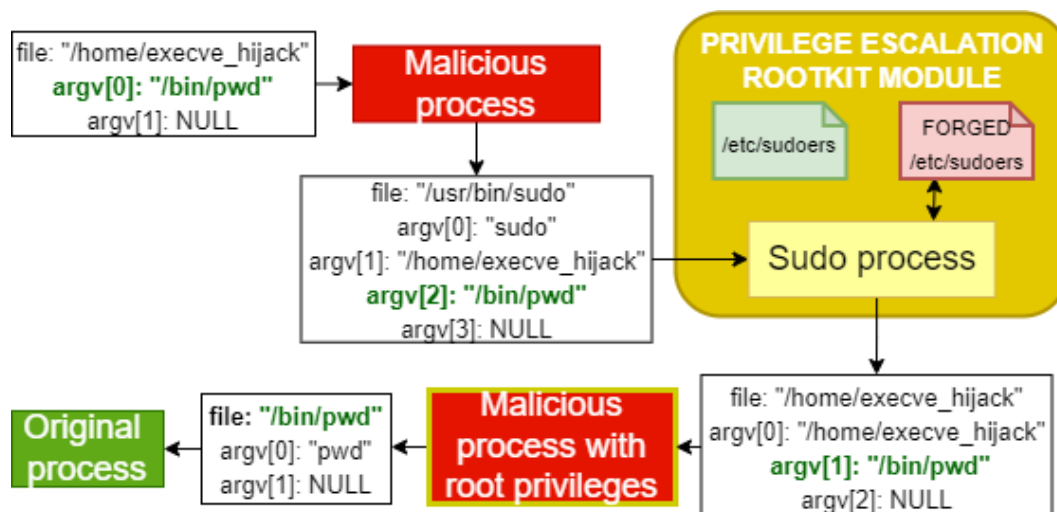 file: "/home/execve_hijack"
argv[0]: "/bin/pwd"
argv[1]: NULL
Malicious
process
PRIVILEGE ESCALATION
ROOTKIT MODULE
/etc/sudoers
FORGED
/etc/sudoers
file: "/usr/bin/sudo"
argv[0]: "sudo"
argv[1]: "/home/execve_hijack"
argv[2]: "/bin/pwd"
argv[3]: NULL
Sudo process
file: "/home/execve_hijack"
argv[0]: "/home/execve_hijack"
argv[1]: "/bin/pwd"
argv[2]: NULL
Malicious
process with
root privileges
file: "/bin/pwd"
argv[0]: "pwd"
argv[1]: NULL
Original
process